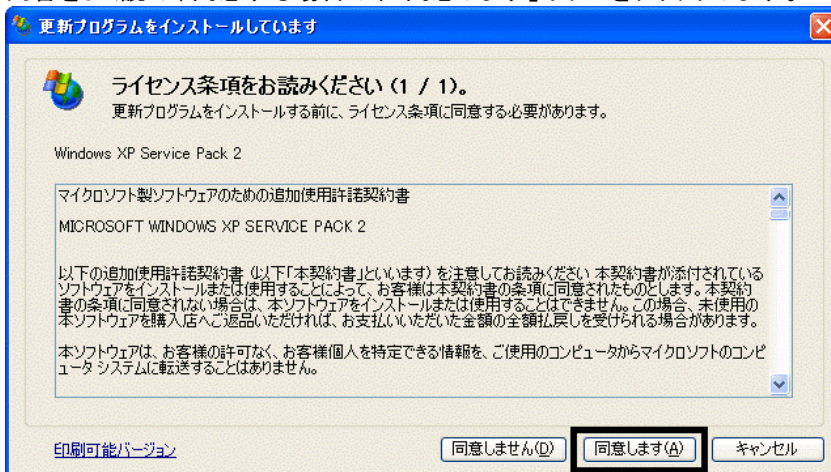 更新プログラムをインストールしています
ライセンス条項をお読みください (1 / 1)。
更新プログラムをインストールする前に、ライセンス条項に同意する必要があります。
Windows XP Service Pack 2
マイクロソフト製ソフトウェアのための追加使用許諾契約書
MICROSOFT WINDOWS XP SERVICE PACK 2
以下の追加使用許諾契約書 (以下「本契約書」といいます) を注意してお読みください 本契約書が添付されている
ソフトウェアをインストールまたは使用することによって、お客様は本契約書の条項に同意されたものとします。本契約
書の条項に同意されない場合は、本ソフトウェアをインストールまたは使用することはできません。この場合、未使用の
本ソフトウェアを購入店へご返品いただければ、お支払いいただいた金額の全額払戻しを受けられる場合があります。
本ソフトウェアは、お客様の許可なく、お客様個人を特定できる情報を、ご使用のコンピュータからマイクロソフトのコンピ
ュータ システムに転送することはありません。
印刷可能バージョン
同意しません(D)
同意します(A)
キャンセル